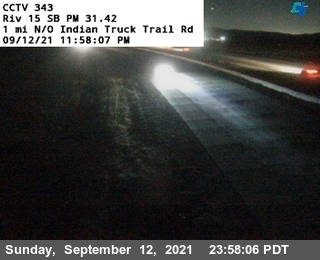 CCTV 343
Riv 15 SB PM 31.42
1 mi N/O Indian Truck Trail Rd
09/12/21 11:58:07 PM
Sunday, September 12, 2021 23:58:06 PDT